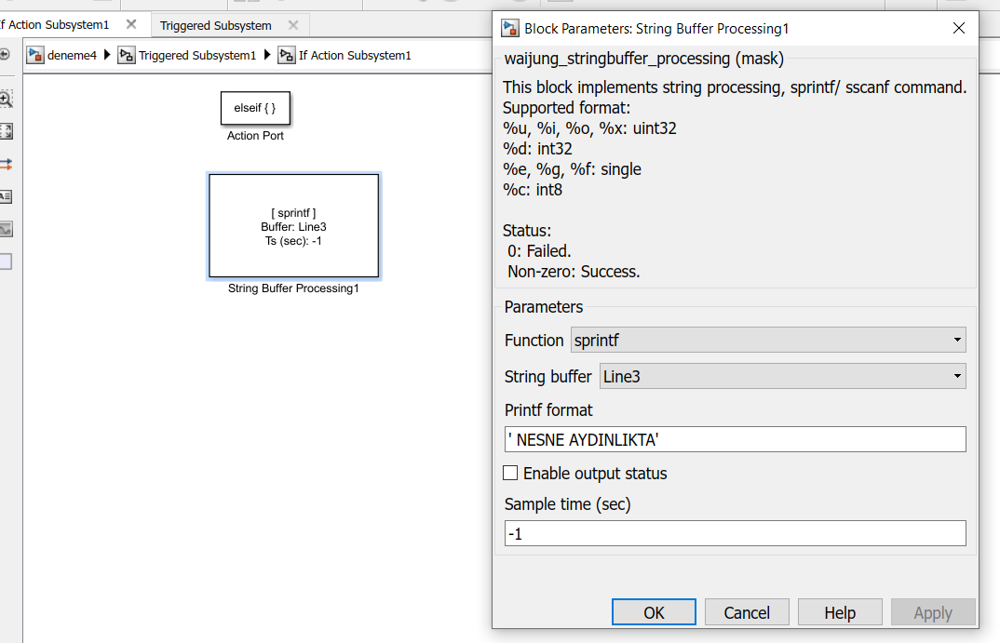 If Action Subsystem1
Triggered Subsystem
deneme4 Triggered Subsystem1 If Action Subsystem1
elseif { }
Action Port
[ sprintf ]
Buffer: Line3
Ts (sec): -1
String Buffer Processing1
Block Parameters: String Buffer Processing1
waijung_stringbuffer_processing (mask)
This block implements string processing, sprintf/ sscanf command.
Supported format:
%u, %i, %o, %x: uint32
%d: int32
%e, %g, %f: single
%c: int8
Status:
0: Failed.
Non-zero: Success.
Parameters
Function sprintf
String buffer Line3
Printf format
' NESNE AYDINLIKTA'
Enable output status
Sample time (sec)
-1
OK Cancel Help Apply